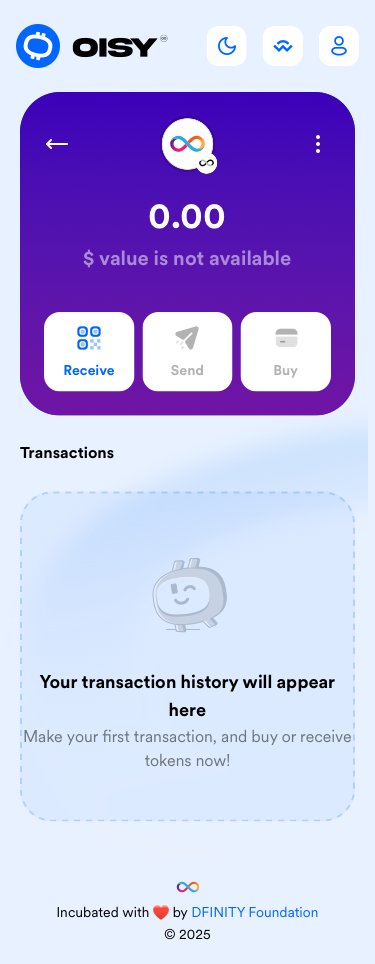 OISY
0.00
$ value is not available
Receive
Send
Buy
Transactions
Your transaction history will appear
here
Make your first transaction, and buy or receive
tokens now!
Incubated with ❤️ by DFINITY Foundation
© 2025